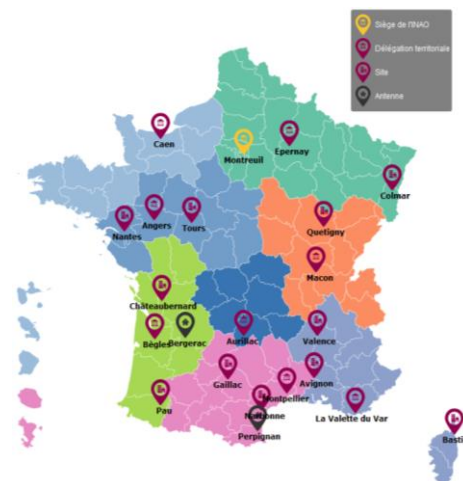 Siège de l'INAO
Délégation territoriale
Site
Antenne
Caen
Montreuil
Epernay
Colmar
Angers
Tours
Nantes
Quetigny
Macon
Châteaubernard
Bègles
Bergerac
Aurillac
Valence
Gaillac
Avignon
Montpellier
Pau
Narbonne
La Valette du Var
Perpignan
Basti